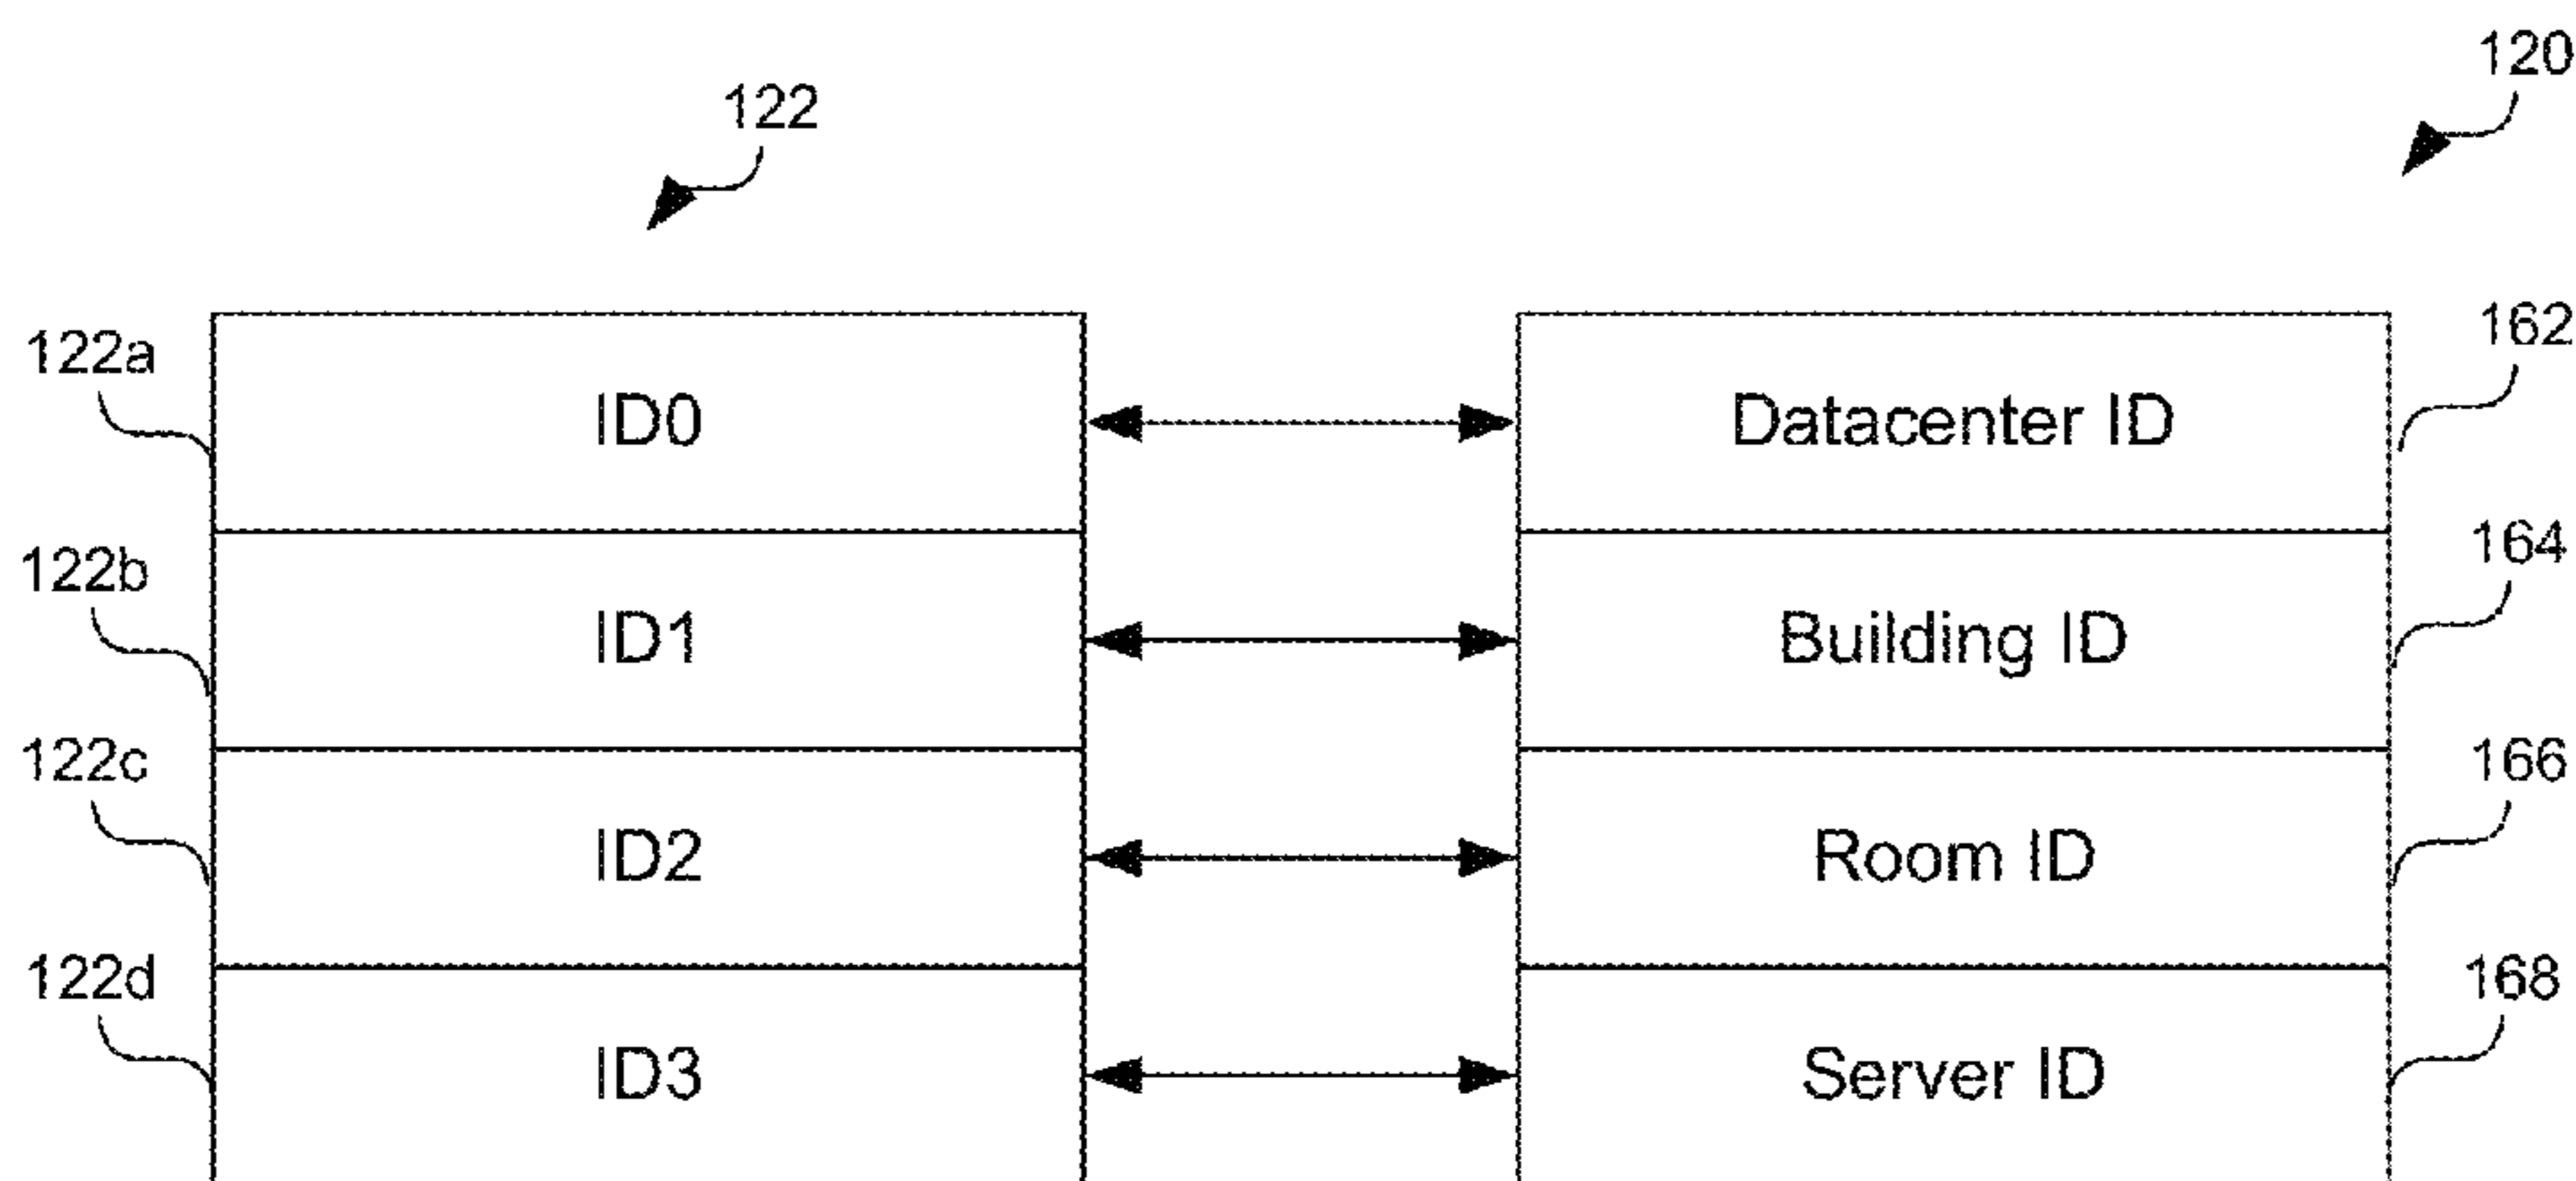 120
122
122a
ID0
Datacenter ID
162
122b
ID1
Building ID
164
122c
ID2
Room ID
166
122d
ID3
Server ID
168